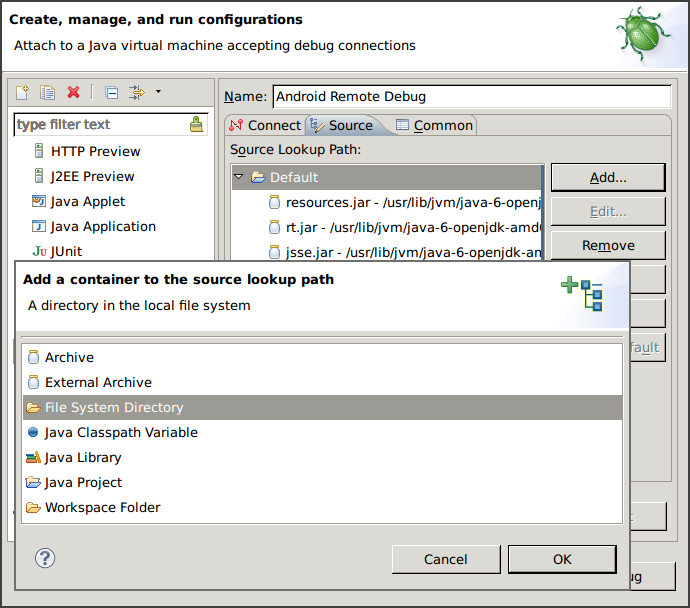 Create, manage, and run configurations
Attach to a Java virtual machine accepting debug connections
type filter text
HTTP Preview
J2EE Preview
Java Applet
Java Application
JUnit
Name: Android Remote Debug
Connect Source Common
Source Lookup Path:
Default
resources.jar - /usr/lib/jvm/java-6-openj
rt.jar - /usr/lib/jvm/java-6-openjdk-amd6
jsse.jar - /usr/lib/jvm/java-6-openjdk-an
Add...
Edit...
Remove
fault
Add a container to the source lookup path
A directory in the local file system
Archive
External Archive
File System Directory
Java Classpath Variable
Java Library
Java Project
Workspace Folder
Cancel
OK
ug